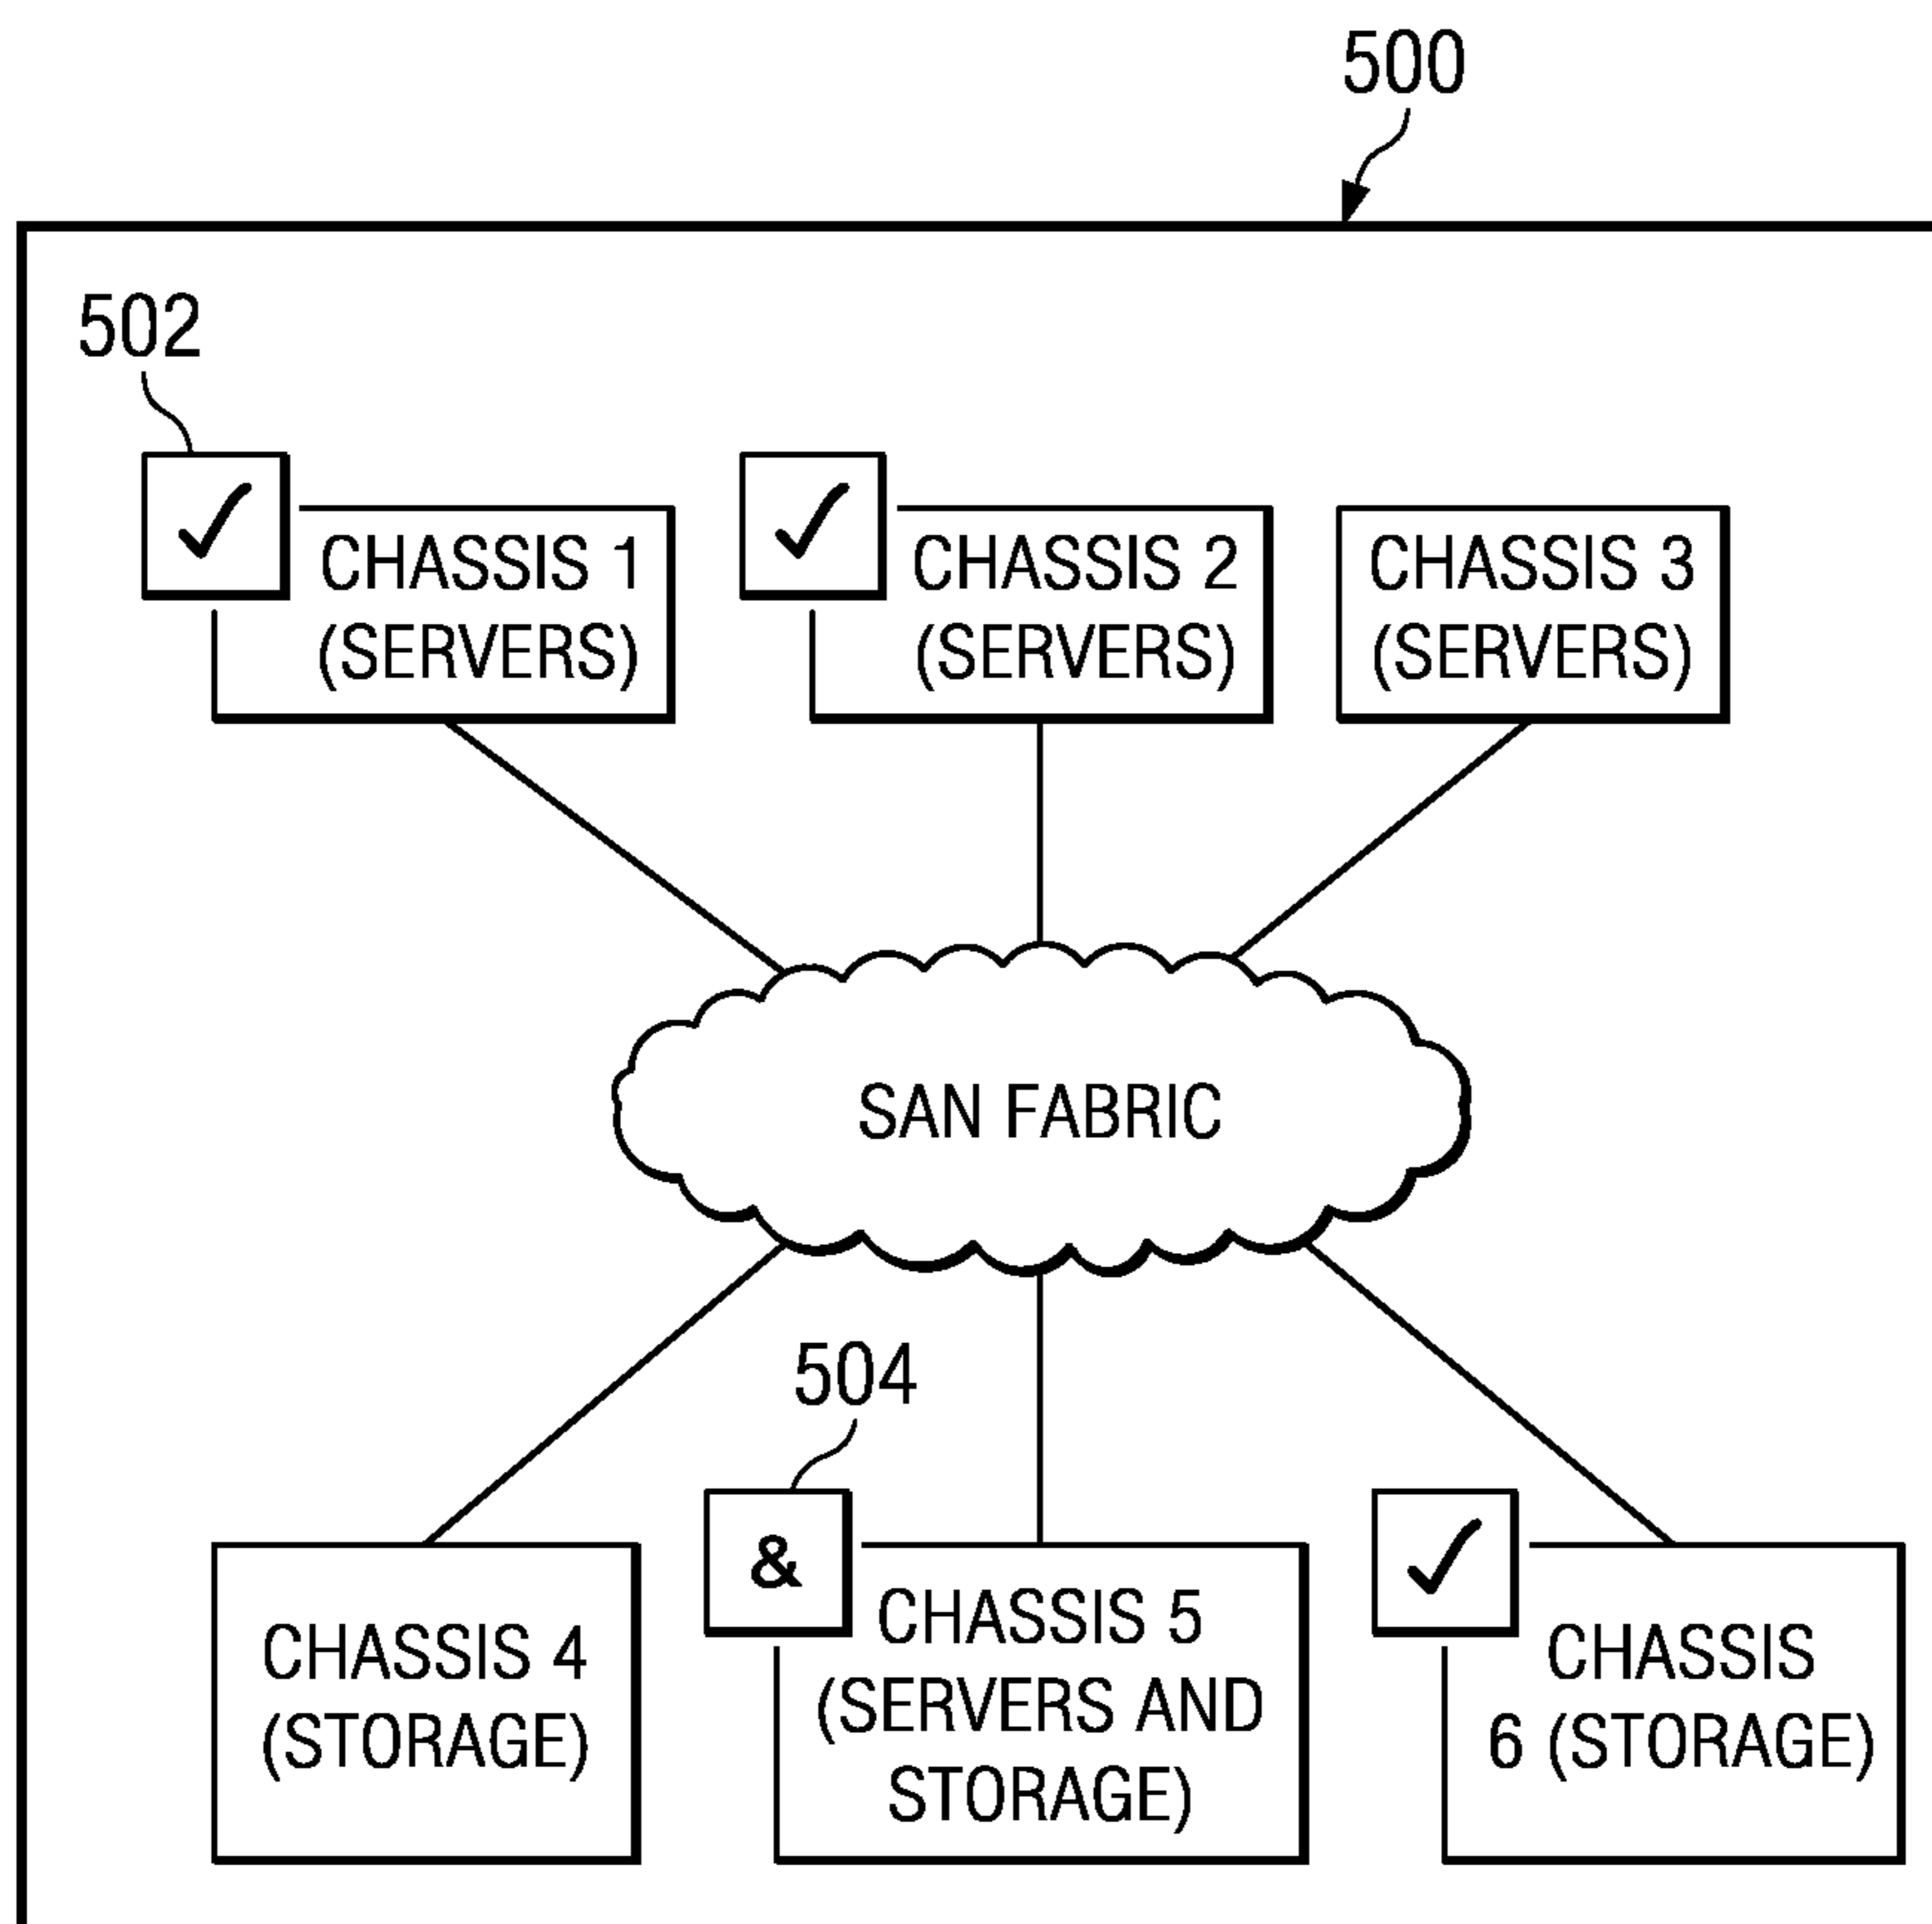 500
502
CHASSIS 1
(SERVERS)
CHASSIS 2
(SERVERS)
CHASSIS 3
(SERVERS)
SAN FABRIC
504
CHASSIS 4
(STORAGE)
&
CHASSIS 5
(SERVERS AND
STORAGE)
CHASSIS
6 (STORAGE)